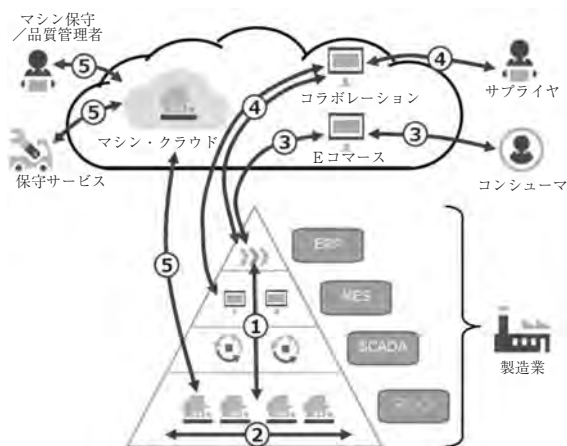 マシン保守
／品質管理者
⑤
⑤
保守サービス
マシン・クラウド
④
コラボレーション
④
サプライヤ
③
Eコマース
③
コンシューマ
⑤
①
②
ERP
MES
SCADA
製造業